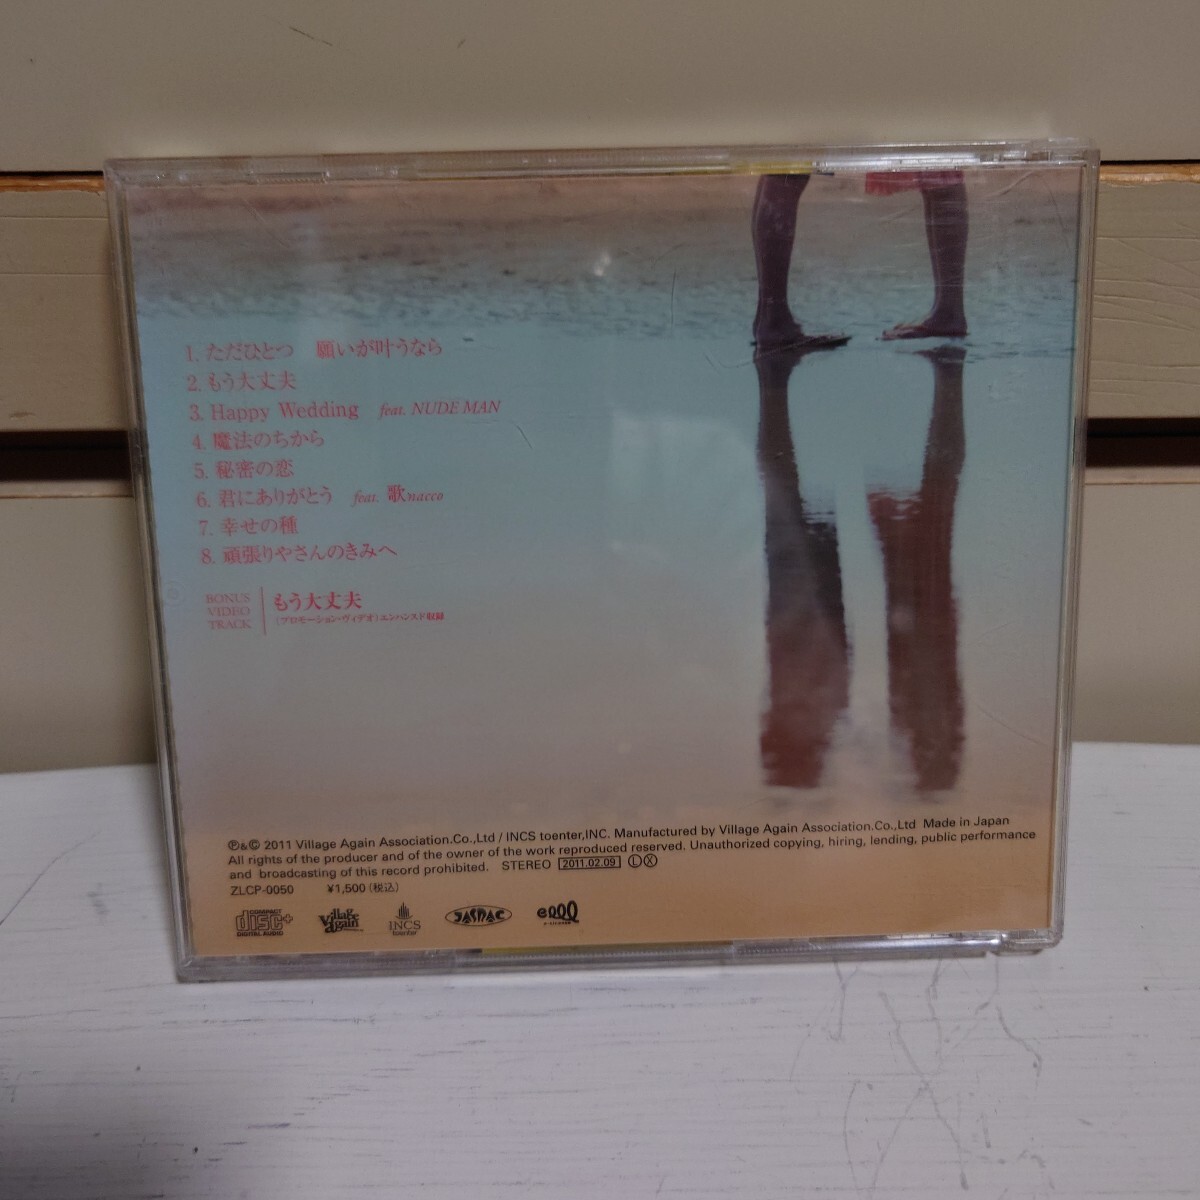 1. ただひとつ　願いが叶うなら
2. もう大丈夫
3. Happy Wedding feat. NUDE MAN
4. 魔法のちから
5. 秘密の恋
6. 君にありがとう feat. 歌nacco
7. 幸せの種
8. 頑張りやさんのきみへ
BONUS
VIDEO
TRACK
もう大丈夫
(プロモーション・ヴィデオ)エンハンスド収録
Ⓟ&© 2011 Village Again Association.Co.,Ltd / INCS toenter,INC. Manufactured by Village Again Association.Co.,Ltd Made in Japan
All rights of the producer and of the owner of the work reproduced reserved. Unauthorized copying, hiring, lending, public performance
and broadcasting of this record prohibited. STEREO 2011.02.09 Ⓛ Ⓧ
ZLCP-0050 ¥1,500(税込)
COMPACT
disc+
DIGITAL AUDIO
Village
Again
INCS
toenter
JASRAC